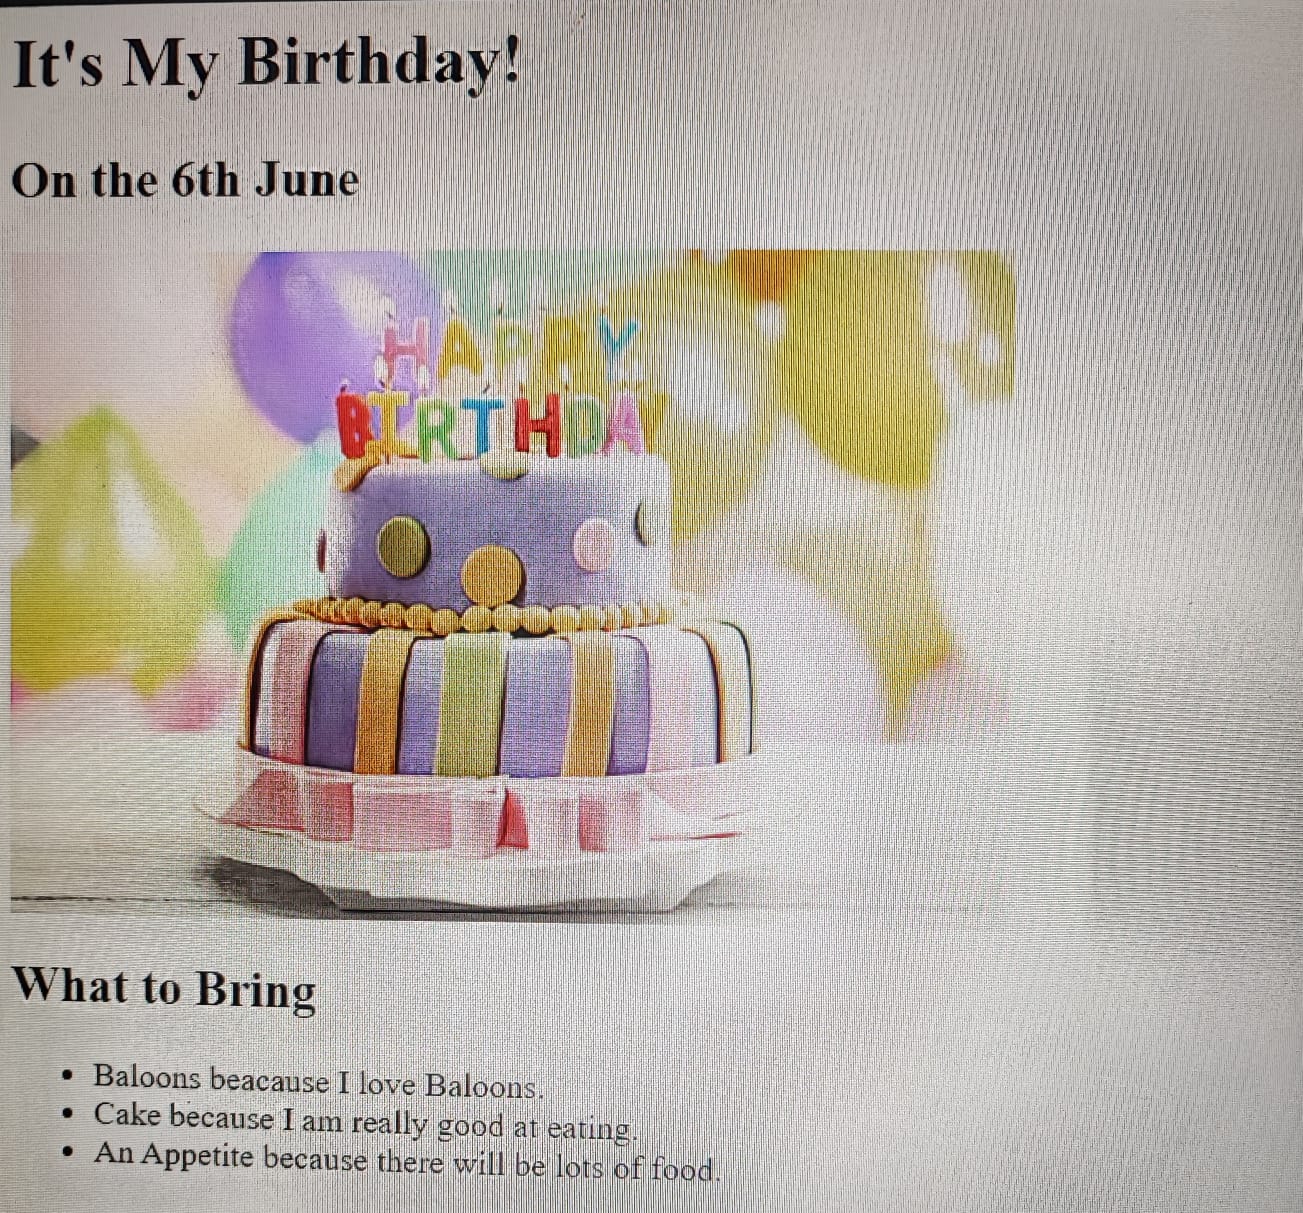 It's My Birthday!
On the 6th June
HAPPY
BIRTHDAY
What to Bring
Baloons beacause I love Baloons.
Cake because I am really good at eating.
An Appetite because there will be lots of food.